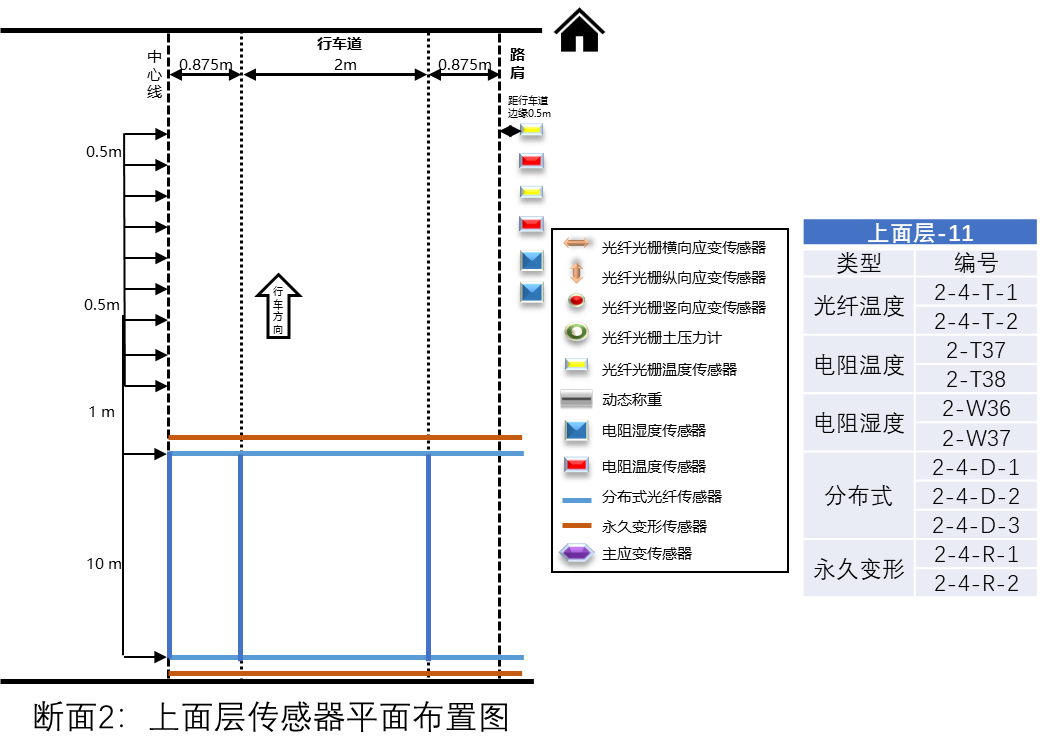 行车道
中心线
0.875m
2m
0.875m
路肩
距行车道
边缘0.5m
0.5m
0.5m
行车方向
1 m
10 m
光纤光栅横向应变传感器
光纤光栅纵向应变传感器
光纤光栅竖向应变传感器
光纤光栅土压力计
光纤光栅温度传感器
动态称重
电阻湿度传感器
电阻温度传感器
分布式光纤传感器
永久变形传感器
主应变传感器
上面层-11
类型 编号
光纤温度 2-4-T-1
2-4-T-2
电阻温度 2-T37
2-T38
电阻湿度 2-W36
2-W37
分布式 2-4-D-1
2-4-D-2
2-4-D-3
永久变形 2-4-R-1
2-4-R-2
断面2：上面层传感器平面布置图